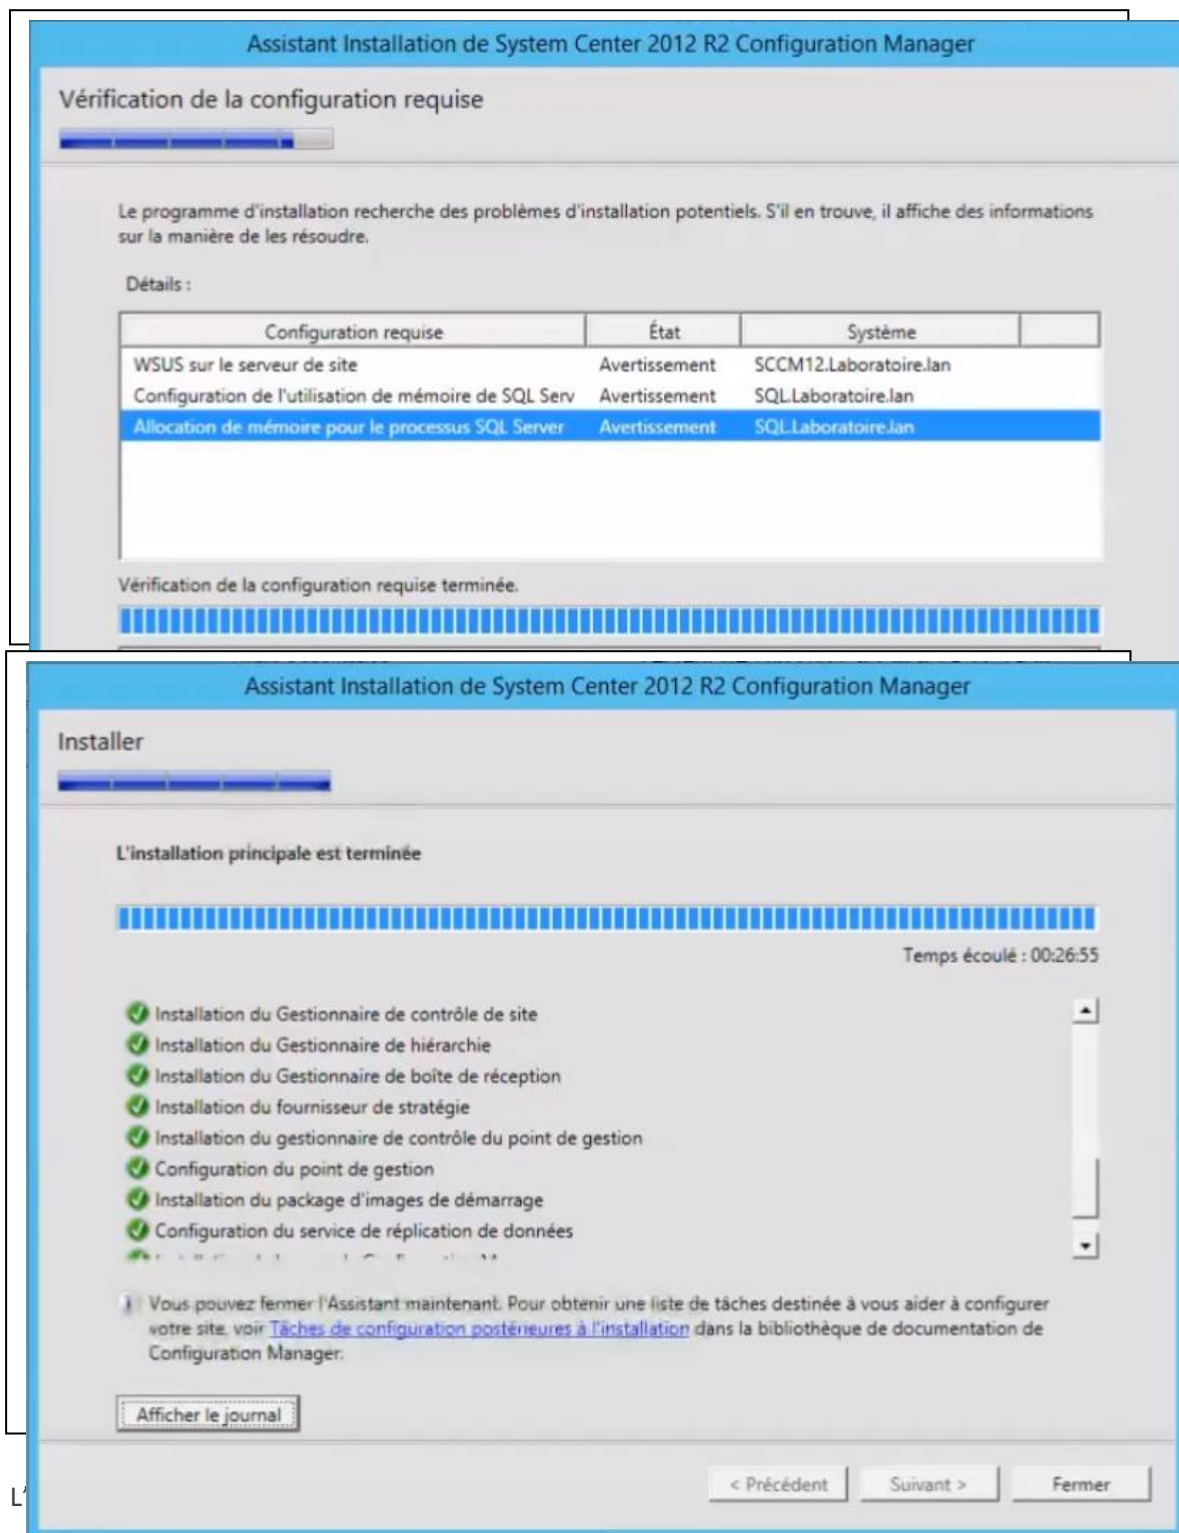 Assistant Installation de System Center 2012 R2 Configuration Manager
Vérification de la configuration requise
Le programme d'installation recherche des problèmes d'installation potentiels. S'il en trouve, il affiche des informations
sur la manière de les résoudre.
Détails :
Configuration requise État Système
WSUS sur le serveur de site Avertissement SCCM12.Laboratoire.lan
Configuration de l'utilisation de mémoire de SQL Serv Avertissement SQL.Laboratoire.lan
Allocation de mémoire pour le processus SQL Server Avertissement SQL.Laboratoire.lan
Vérification de la configuration requise terminée.
Assistant Installation de System Center 2012 R2 Configuration Manager
Installer
L'installation principale est terminée
Temps écoulé : 00:26:55
Installation du Gestionnaire de contrôle de site
Installation du Gestionnaire de hiérarchie
Installation du Gestionnaire de boîte de réception
Installation du fournisseur de stratégie
Installation du gestionnaire de contrôle du point de gestion
Configuration du point de gestion
Installation du package d'images de démarrage
Configuration du service de réplication de données
Vous pouvez fermer l'Assistant maintenant. Pour obtenir une liste de tâches destinée à vous aider à configurer
votre site, voir Tâches de configuration postérieures à l'installation dans la bibliothèque de documentation de
Configuration Manager.
Afficher le journal
< Précédent Suivant > Fermer
L'